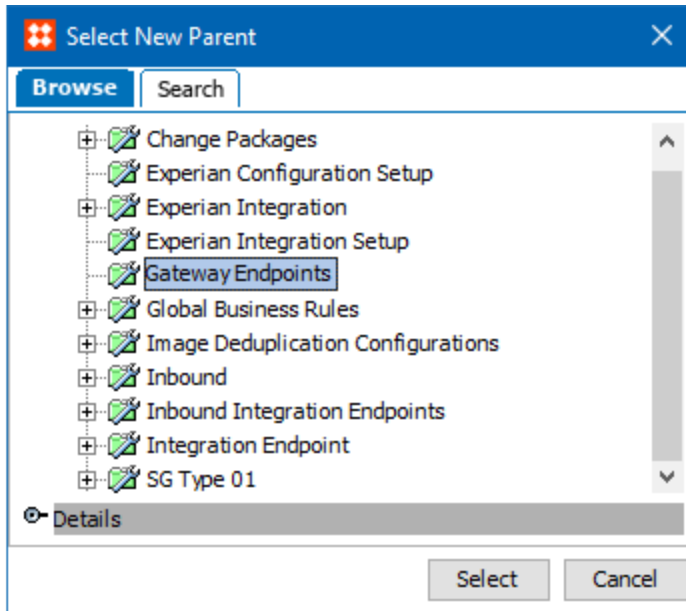 Select New Parent
Browse Search
Change Packages
Experian Configuration Setup
Experian Integration
Experian Integration Setup
Gateway Endpoints
Global Business Rules
Image Deduplication Configurations
Inbound
Inbound Integration Endpoints
Integration Endpoint
SG Type 01
Details
Select Cancel